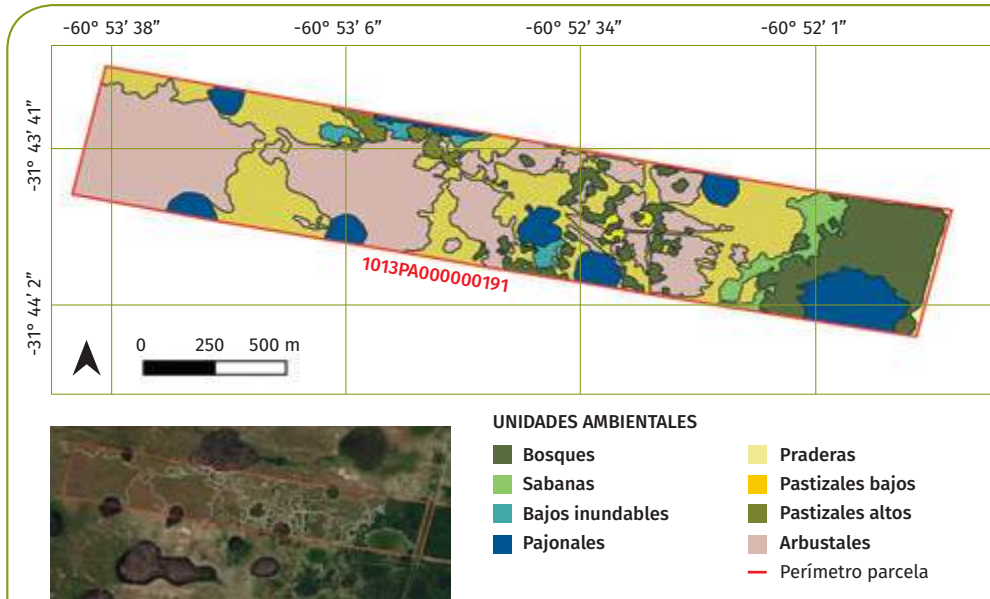 -60° 53’ 38” -60° 53’ 6” -60° 52’ 34” -60° 52’ 1”
-31° 43’ 41”
-31° 44’ 2”
1013PA000000191
0 250 500 m
UNIDADES AMBIENTALES
Bosques
Sabanas
Bajos inundables
Pajonales
Praderas
Pastizales bajos
Pastizales altos
Arbustales
Perímetro parcela